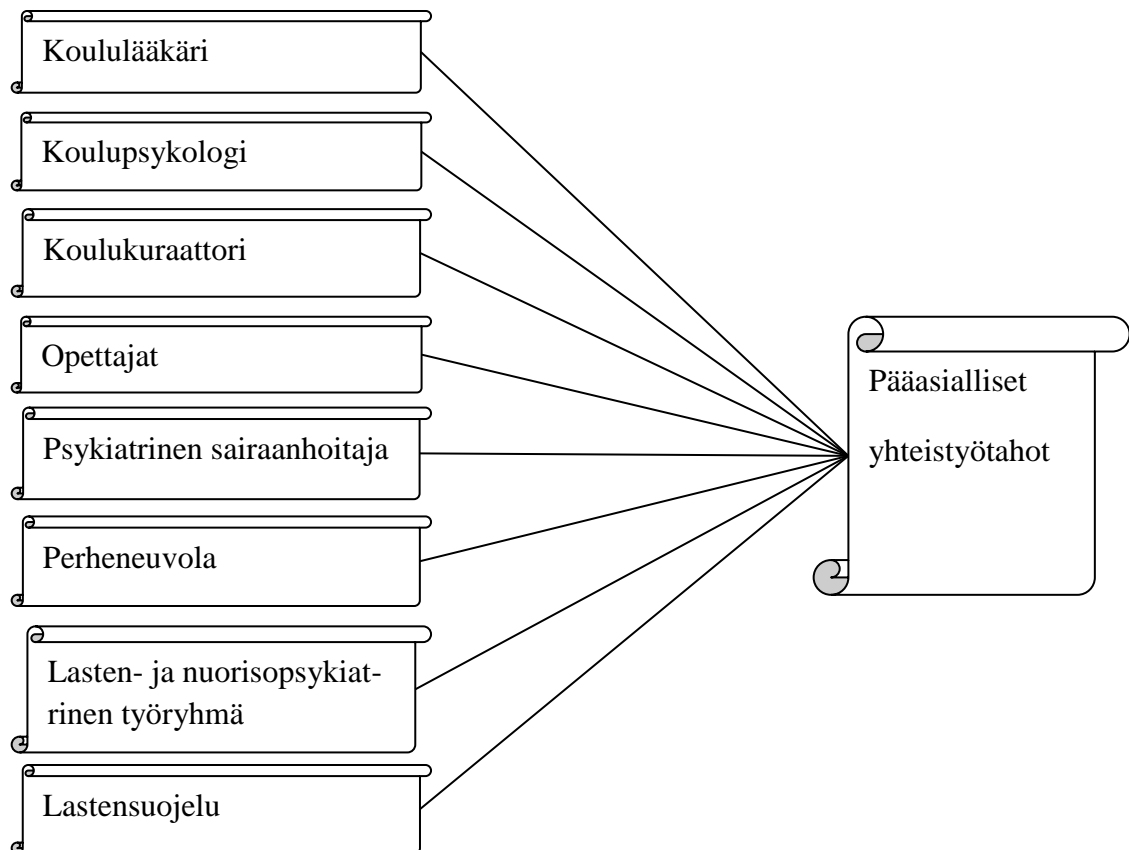 Koululääkäri
Koulupsykologi
Koulukuraattori
Opettajat
Psykiatrinen sairaanhoitaja
Perheneuvola
Lasten- ja nuorisopsykiat-
rinen työryhmä
Lastensuojelu
Pääasialliset
yhteistyötahot